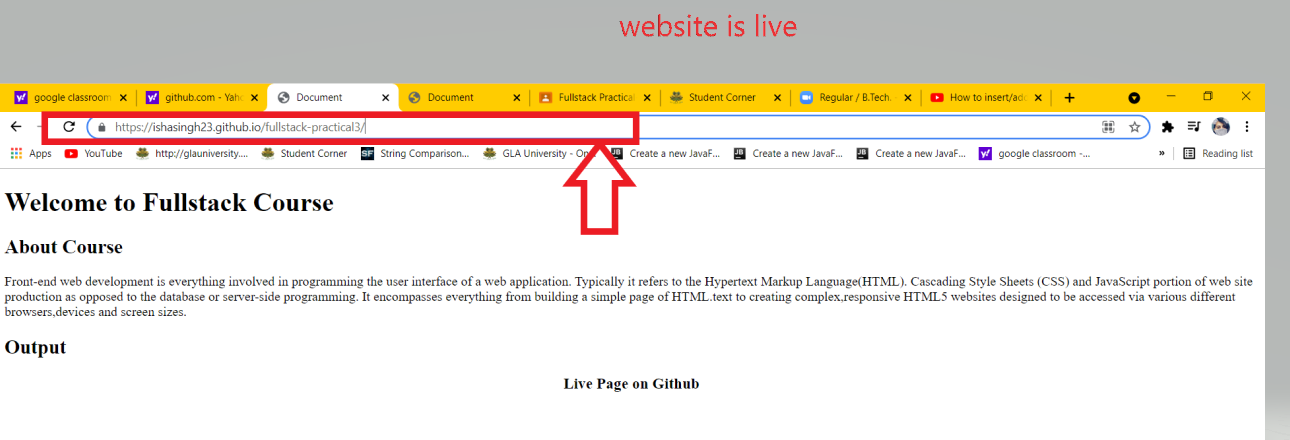 website is live
google classroom
github.com - Yaho
Document
Document
Fullstack Practical
Student Corner
Regular / B.Tech.
How to insert/add
https://ishasingh23.github.io/fullstack-practical3/
Apps
YouTube
http://glauniversity....
Student Corner
SF
String Comparison...
GLA University - On
Create a new JavaF...
Create a new JavaF...
Create a new JavaF...
google classroom -...
»
Reading list
Welcome to Fullstack Course
About Course
Front-end web development is everything involved in programming the user interface of a web application. Typically it refers to the Hypertext Markup Language(HTML). Cascading Style Sheets (CSS) and JavaScript portion of web site
production as opposed to the database or server-side programming. It encompasses everything from building a simple page of HTML.text to creating complex,responsive HTML5 websites designed to be accessed via various different
browsers,devices and screen sizes.
Output
Live Page on Github